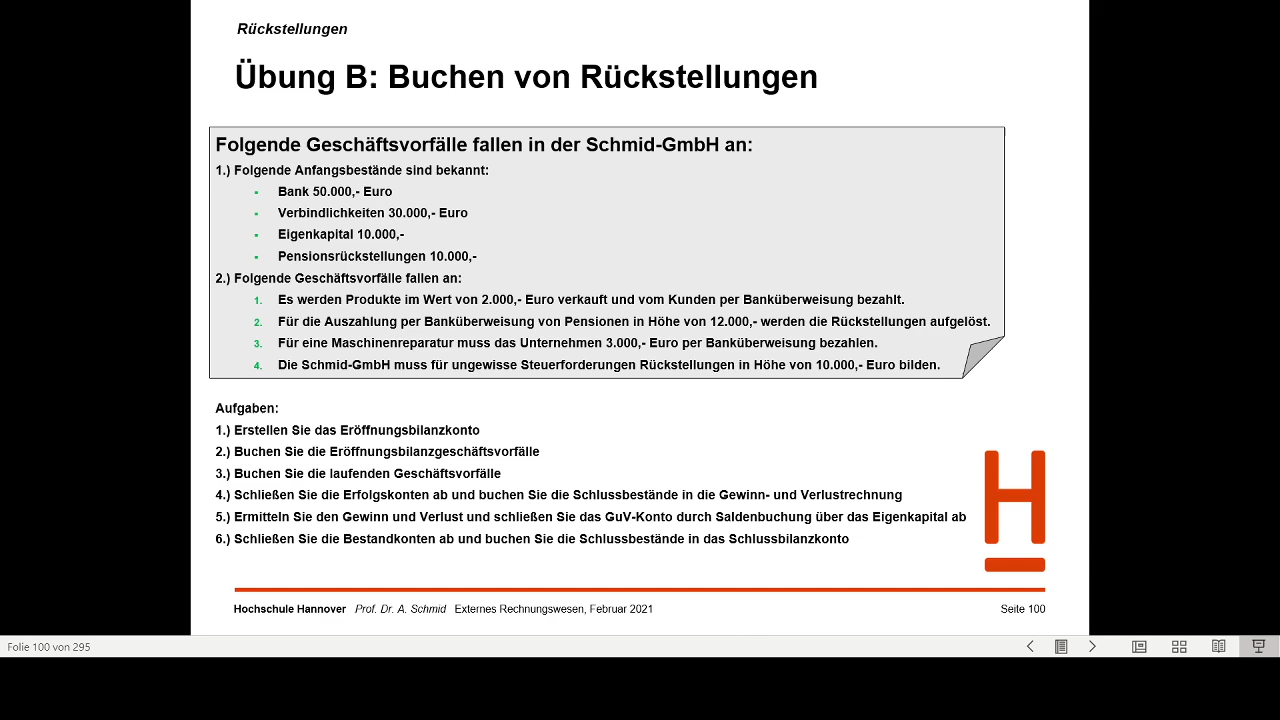 Rückstellungen
Übung B: Buchen von Rückstellungen
Folgende Geschäftsvorfälle fallen in der Schmid-GmbH an:
1.) Folgende Anfangsbestände sind bekannt:
Bank 50.000,- Euro
Verbindlichkeiten 30.000,- Euro
Eigenkapital 10.000,-
Pensionsrückstellungen 10.000,-
2.) Folgende Geschäftsvorfälle fallen an:
1. Es werden Produkte im Wert von 2.000,- Euro verkauft und vom Kunden per Banküberweisung bezahlt.
2. Für die Auszahlung per Banküberweisung von Pensionen in Höhe von 12.000,- werden die Rückstellungen aufgelöst.
3. Für eine Maschinenreparatur muss das Unternehmen 3.000,- Euro per Banküberweisung bezahlen.
4. Die Schmid-GmbH muss für ungewisse Steuerforderungen Rückstellungen in Höhe von 10.000,- Euro bilden.
Aufgaben:
1.) Erstellen Sie das Eröffnungsbilanzkonto
2.) Buchen Sie die Eröffnungsbilanzgeschäftsvorfälle
3.) Buchen Sie die laufenden Geschäftsvorfälle
4.) Schließen Sie die Erfolgskonten ab und buchen Sie die Schlussbestände in die Gewinn- und Verlustrechnung
5.) Ermitteln Sie den Gewinn und Verlust und schließen Sie das GuV-Konto durch Saldenbuchung über das Eigenkapital ab
6.) Schließen Sie die Bestandkonten ab und buchen Sie die Schlussbestände in das Schlussbilanzkonto
H
Hochschule Hannover Prof. Dr. A. Schmid Externes Rechnungswesen, Februar 2021 Seite 100
Folie 100 von 295